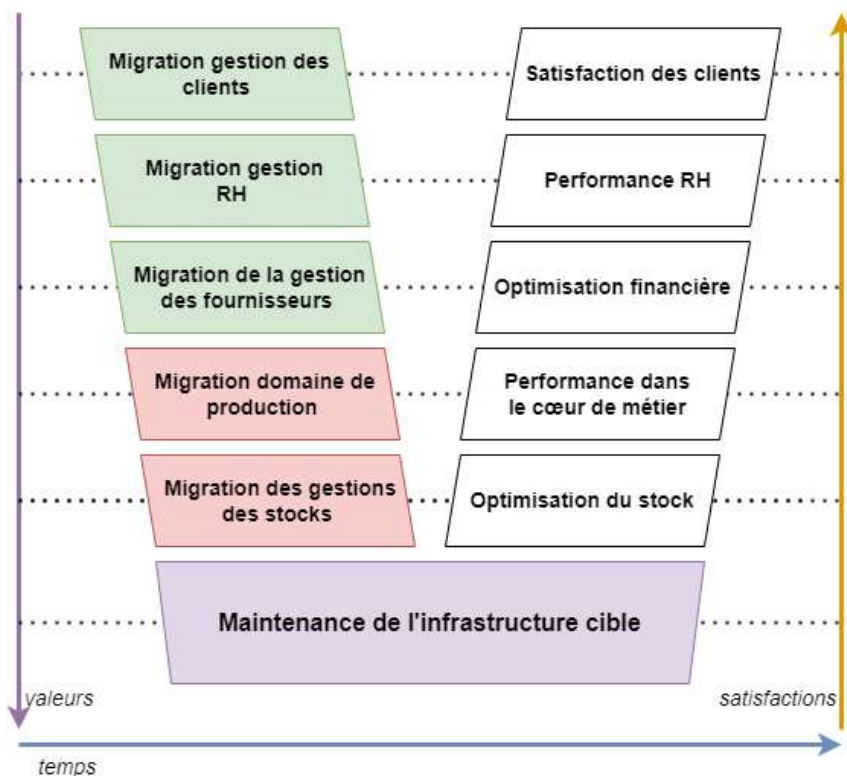 Migration gestion des
clients
Satisfaction des clients
Migration gestion
RH
Performance RH
Migration de la gestion
des fournisseurs
Optimisation financière
Migration domaine de
production
Performance dans
le cœur de métier
Migration des gestions
des stocks
Optimisation du stock
Maintenance de l'infrastructure cible
valeurs
satisfactions
temps